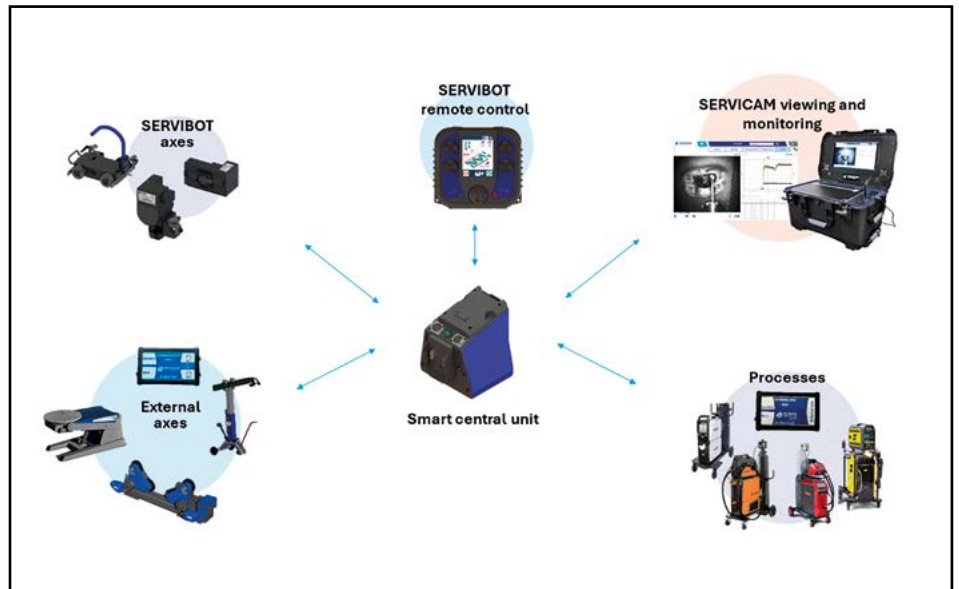 SERVIBOT
remote control
SERVIBOT
axes
SERVICAM viewing and
monitoring
External
axes
Smart central unit
Processes